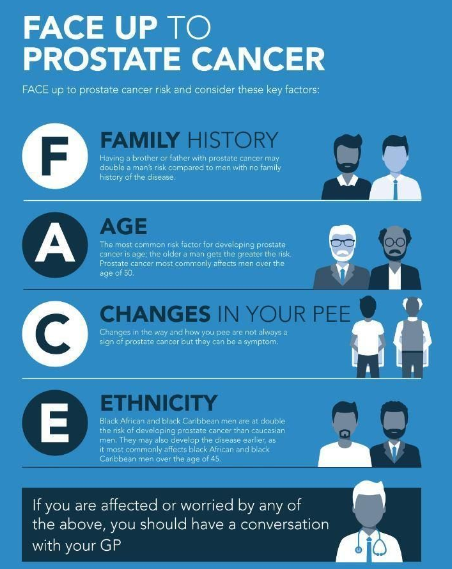 FACE UP TO
PROSTATE CANCER
FACE up to prostate cancer risk and consider these key factors:
F
FAMILY HISTORY
Having a brother or father with prostate cancer may
double a man's risk compared to men with no family
history of the disease.
A
AGE
The most common risk factor for developing prostate
cancer is age; the older a man gets the greater the risk.
Prostate cancer most commonly affects men over the
age of 50.
C
CHANGES IN YOUR PEE
Changes in the way and how you pee are not always a
sign of prostate cancer but they can be a symptom.
E
ETHNICITY
Black African and black Caribbean men are at double
the risk of developing prostate cancer than caucasian
men. They may also develop the disease earlier, as
it most commonly affects black African and black
Caribbean men over the age of 45.
If you are affected or worried by any of
the above, you should have a conversation
with your GP